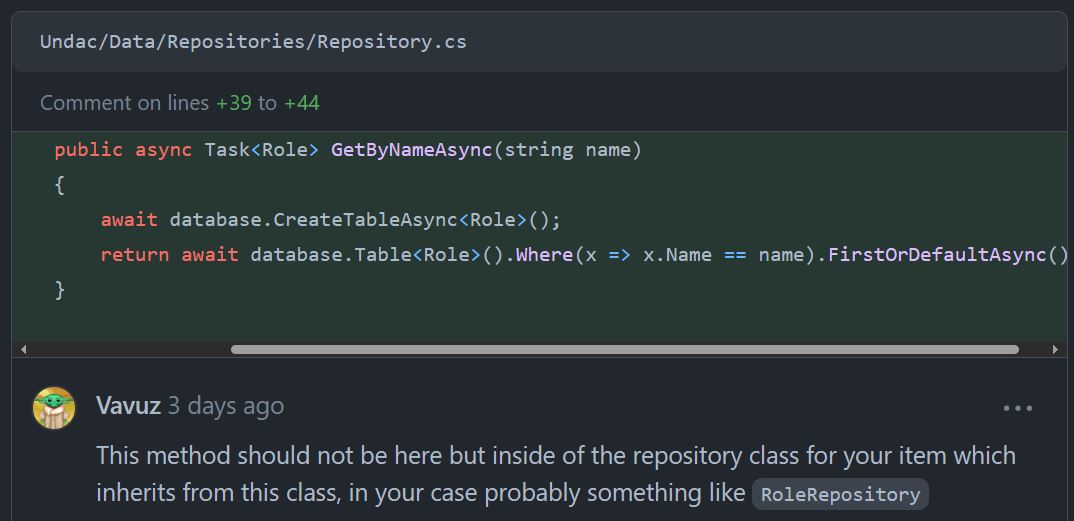 Undac/Data/Repositories/Repository.cs
Comment on lines +39 to +44
public async Task<Role> GetByNameAsync(string name)
{
await database.CreateTableAsync<Role>();
return await database.Table<Role>().Where(x => x.Name == name).FirstOrDefaultAsync()
}
Vavuz 3 days ago
This method should not be here but inside of the repository class for your item which
inherits from this class, in your case probably something like RoleRepository